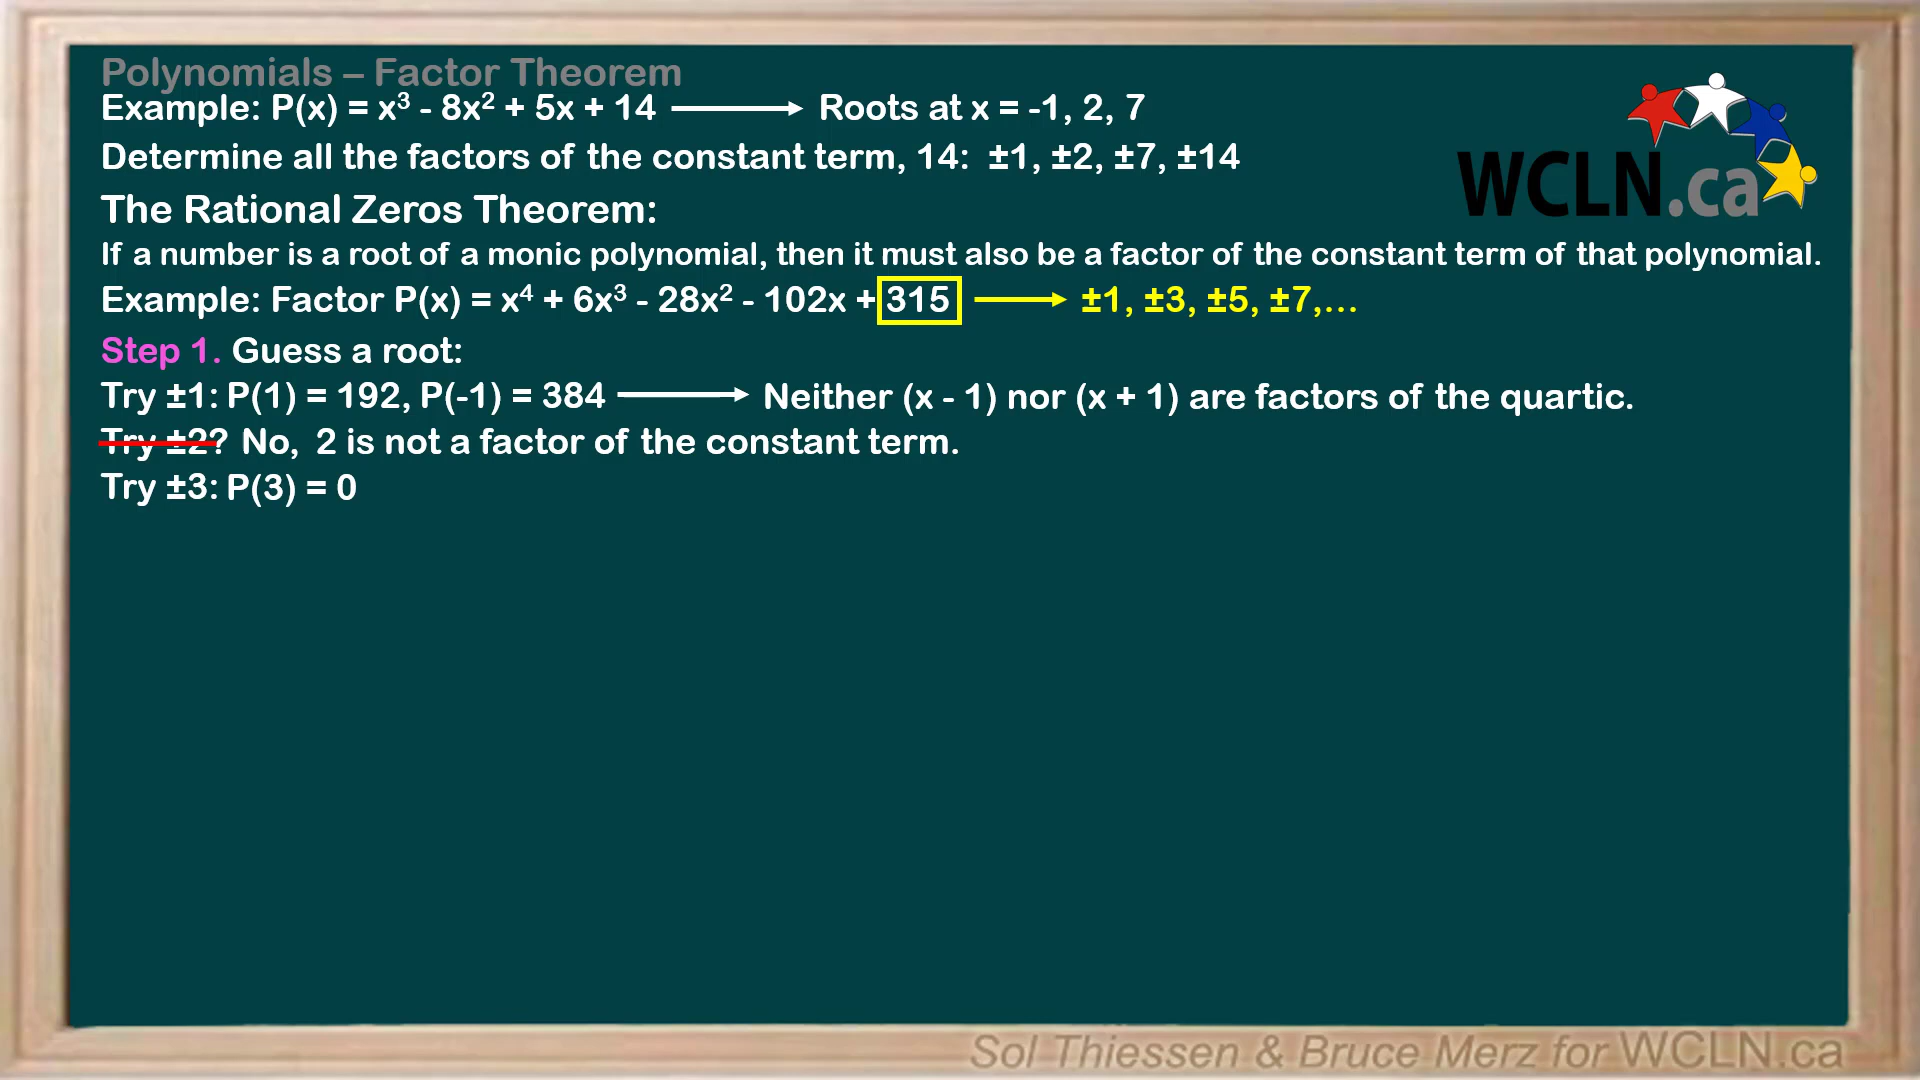 Polynomials – Factor Theorem
Example: P(x) = x³ - 8x² + 5x + 14 ⟶ Roots at x = -1, 2, 7
Determine all the factors of the constant term, 14: ±1, ±2, ±7, ±14
WCLN.ca
The Rational Zeros Theorem:
If a number is a root of a monic polynomial, then it must also be a factor of the constant term of that polynomial.
Example: Factor P(x) = x⁴ + 6x³ - 28x² - 102x + 315 ⟶ ±1, ±3, ±5, ±7,...
Step 1. Guess a root:
Try ±1: P(1) = 192, P(-1) = 384 ⟶ Neither (x - 1) nor (x + 1) are factors of the quartic.
Try ±2? No, 2 is not a factor of the constant term.
Try ±3: P(3) = 0
Sol Thiessen & Bruce Merz for WCLN.ca